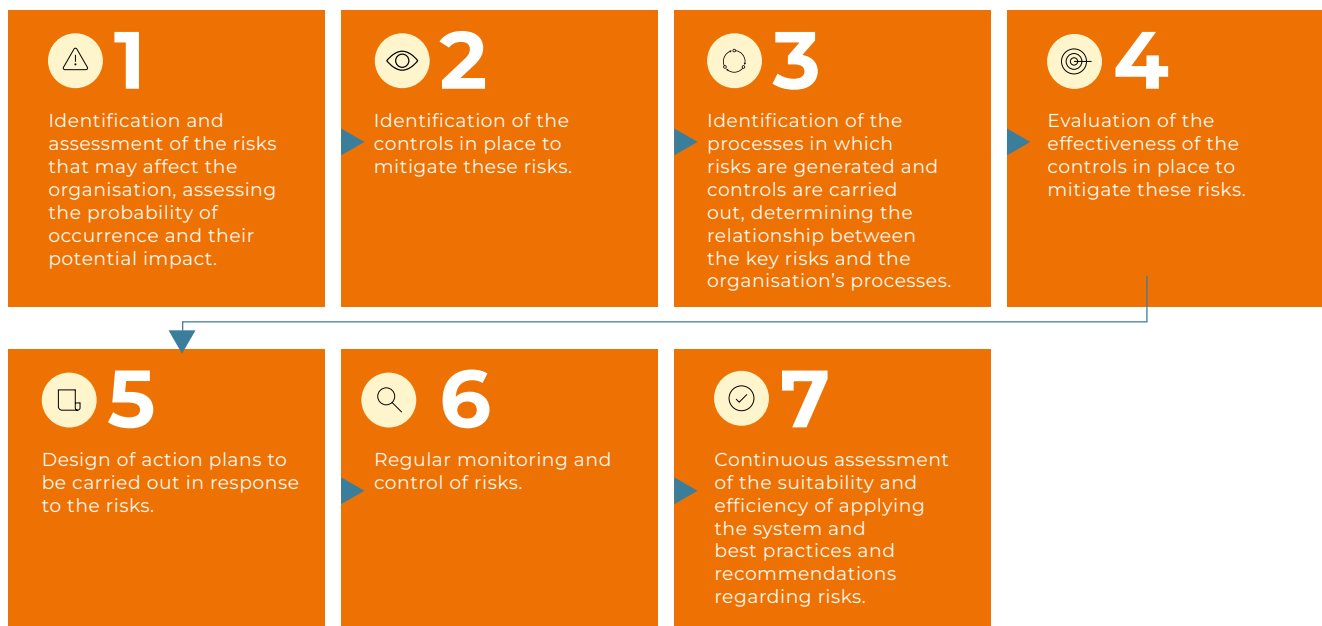 1
Identification and
assessment of the risks
that may affect the
organisation, assessing
the probability of
occurrence and their
potential impact.
2
Identification of the
controls in place to
mitigate these risks.
3
Identification of the
processes in which
risks are generated and
controls are carried
out, determining the
relationship between
the key risks and the
organisation’s processes.
4
Evaluation of the
effectiveness of the
controls in place to
mitigate these risks.
5
Design of action plans to
be carried out in response
to the risks.
6
Regular monitoring and
control of risks.
7
Continuous assessment
of the suitability and
efficiency of applying
the system and
best practices and
recommendations
regarding risks.